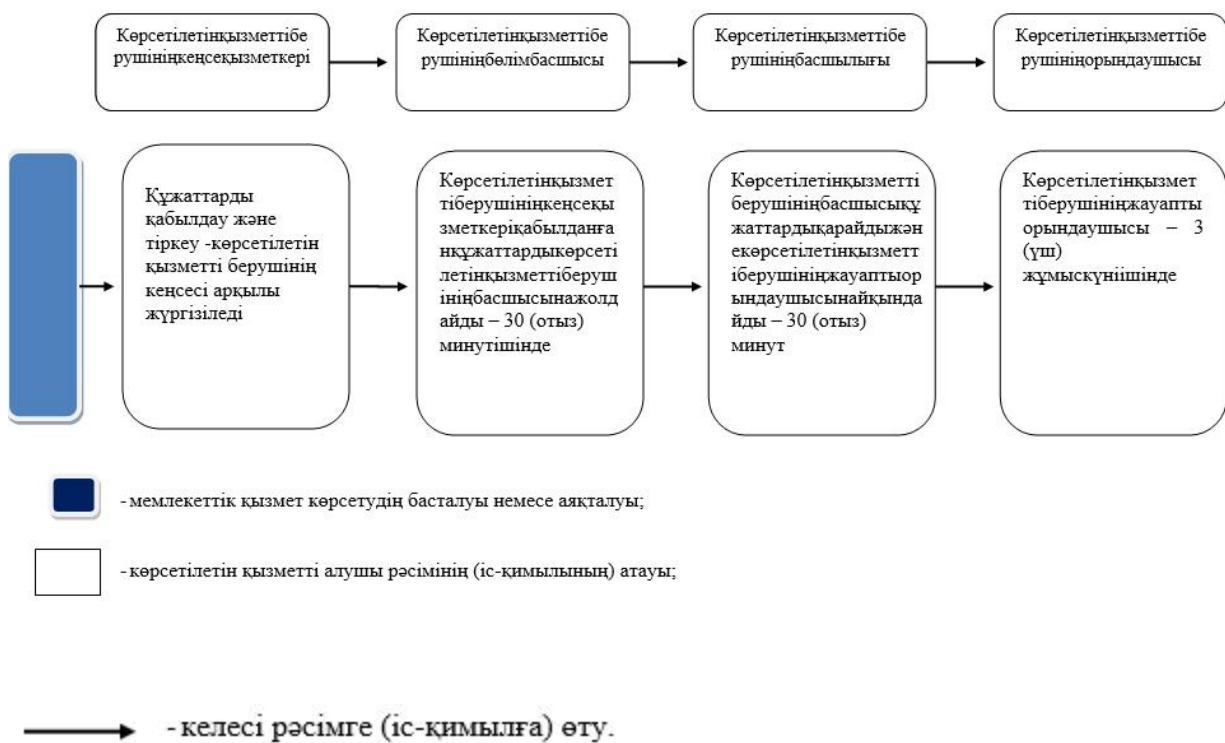 Көрсетілетінқызметтібе
рушініңкеңсеқызметкері
Көрсетілетінқызметтібе
рушініңбөлімбасшысы
Көрсетілетінқызметтібе
рушініңбасшылығы
Көрсетілетінқызметтібе
рушініңорындаушысы
Құжаттарды
қабылдау және
тіркеу -көрсетілетін
қызметті берушінің
кеңсесі арқылы
жүргізіледі
Көрсетілетінқызмет
тіберушініңкеңсеқы
зметкеріқабылданға
нқұжаттардыкөрсеті
летінқызметтіберуш
ініңбасшысынажолд
айды – 30 (отыз)
минутішінде
Көрсетілетінқызметті
берушініңбасшысықұ
жаттардықарайдыжән
екөрсетілетінқызметт
іберушініңжауаптыор
ындаушысынайқында
йды – 30 (отыз)
минут
Көрсетілетінқызмет
тіберушініңжауапты
орындаушысы – 3
(үш)
жұмыскүніішінде
- мемлекеттік қызмет көрсетудің басталуы немесе аяқталуы;
- көрсетілетін қызметті алушы рәсімінің (іс-қимылының) атауы;
- келесі рәсімге (іс-қимылға) өту.